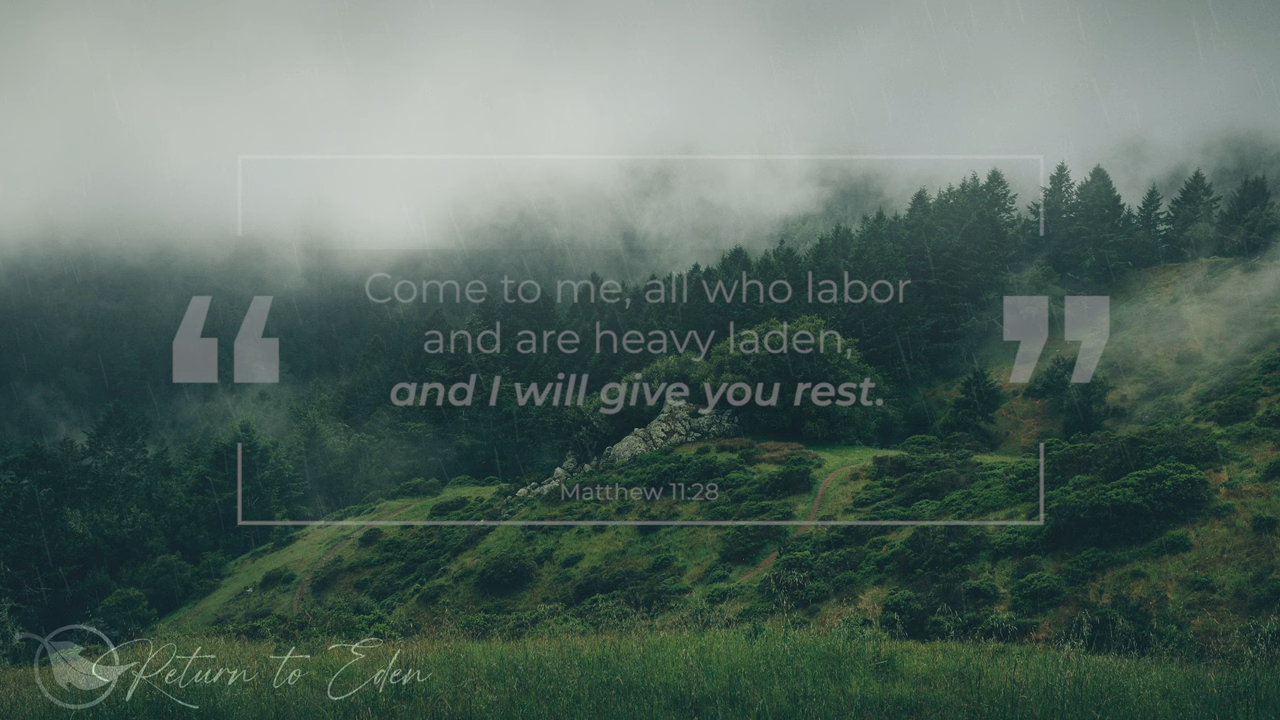 Come to me, all who labor
and are heavy laden,
and I will give you rest.
Matthew 11:28
Return to Eden